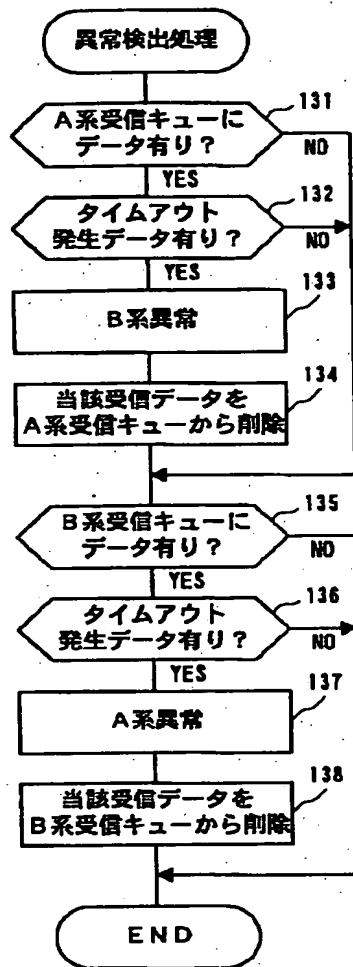 異常検出処理
131
A系受信キューに
データ有り?
NO
YES
132
タイムアウト
発生データ有り?
NO
YES
133
B系異常
134
当該受信データを
A系受信キューから削除
135
B系受信キューに
データ有り?
NO
YES
136
タイムアウト
発生データ有り?
NO
YES
137
A系異常
138
当該受信データを
B系受信キューから削除
END